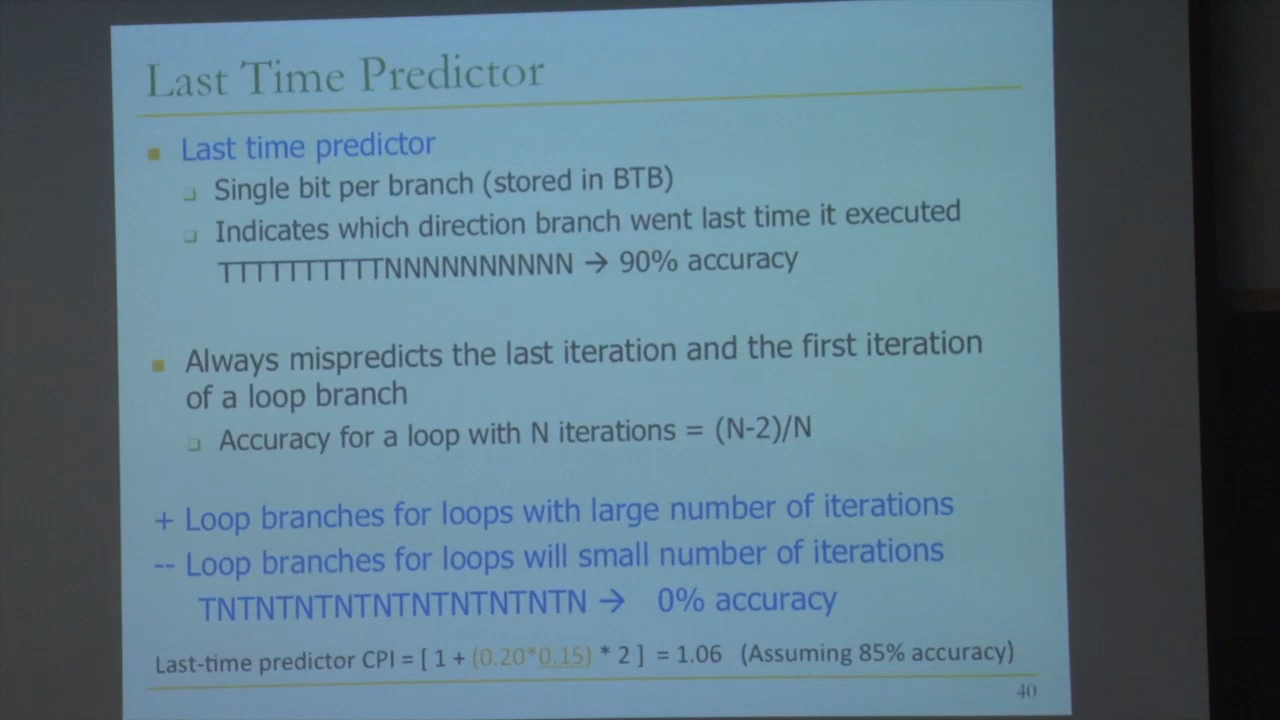 Last Time Predictor
Last time predictor
Single bit per branch (stored in BTB)
Indicates which direction branch went last time it executed
TTTTTTTTTTTNNNNNNNNNN → 90% accuracy
Always mispredicts the last iteration and the first iteration
of a loop branch
Accuracy for a loop with N iterations = (N-2)/N
+ Loop branches for loops with large number of iterations
-- Loop branches for loops will small number of iterations
TNTNTNTNTNTNTNTNTNTN → 0% accuracy
Last-time predictor CPI = [ 1 + (0.20*0.15) * 2 ] = 1.06 (Assuming 85% accuracy)
40